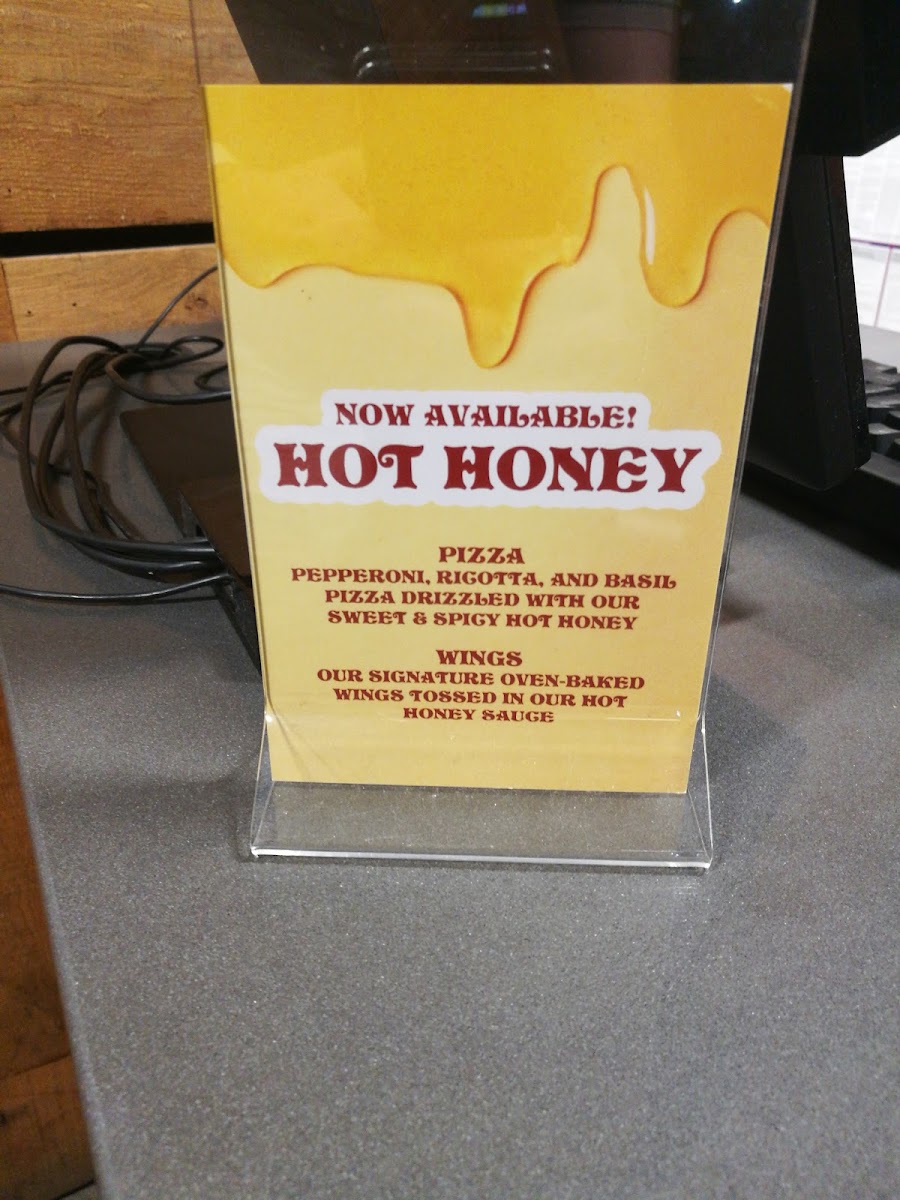 NOW AVAILABLE!
HOT HONEY
PIZZA
PEPPERONI, RICOTTA, AND BASIL
PIZZA DRIZZLED WITH OUR
SWEET & SPICY HOT HONEY
WINGS
OUR SIGNATURE OVEN-BAKED
WINGS TOSSED IN OUR HOT
HONEY SAUCE